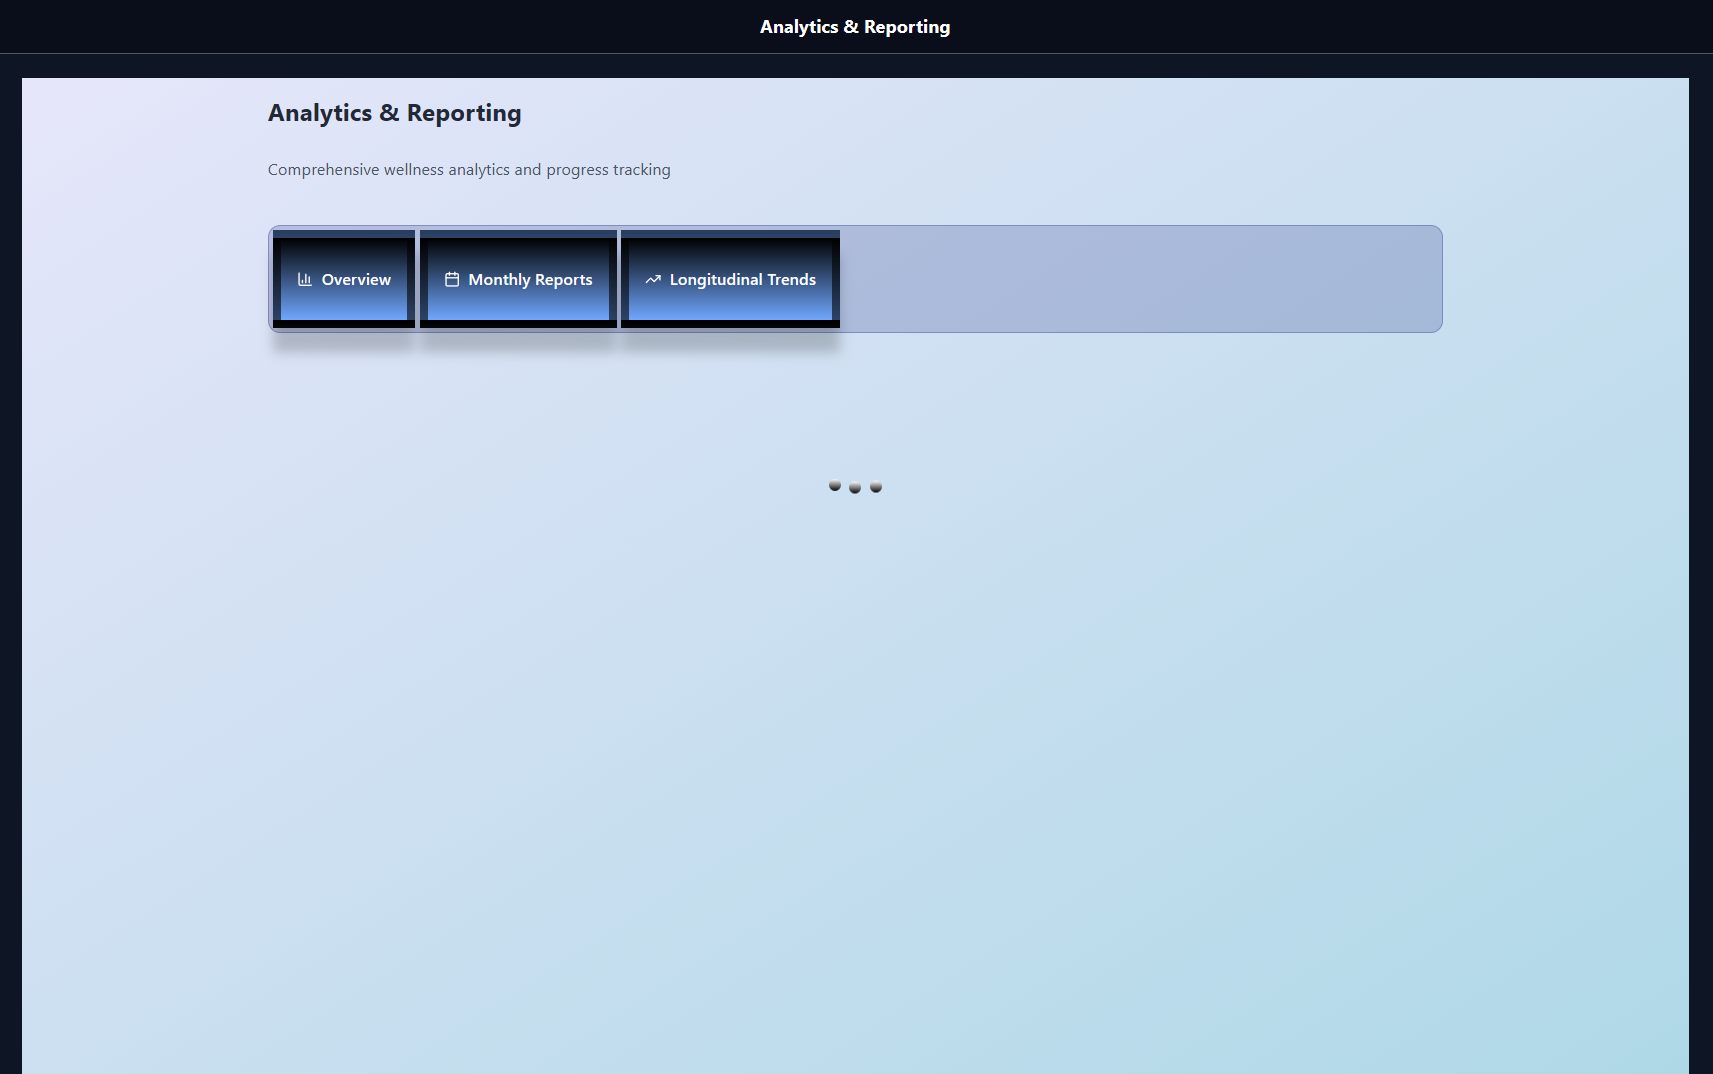 Analytics & Reporting
Analytics & Reporting
Comprehensive wellness analytics and progress tracking
Overview
Monthly Reports
Longitudinal Trends